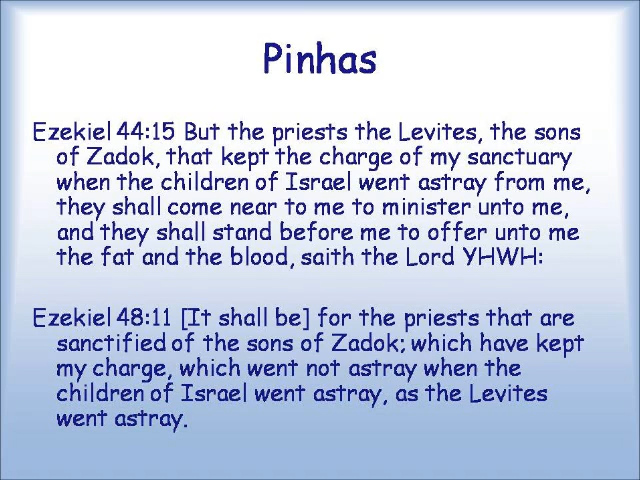 Pinhas
Ezekiel 44:15 But the priests the Levites, the sons
of Zadok, that kept the charge of my sanctuary
when the children of Israel went astray from me,
they shall come near to me to minister unto me,
and they shall stand before me to offer unto me
the fat and the blood, saith the Lord YHWH:
Ezekiel 48:11 [It shall be] for the priests that are
sanctified of the sons of Zadok; which have kept
my charge, which went not astray when the
children of Israel went astray, as the Levites
went astray.